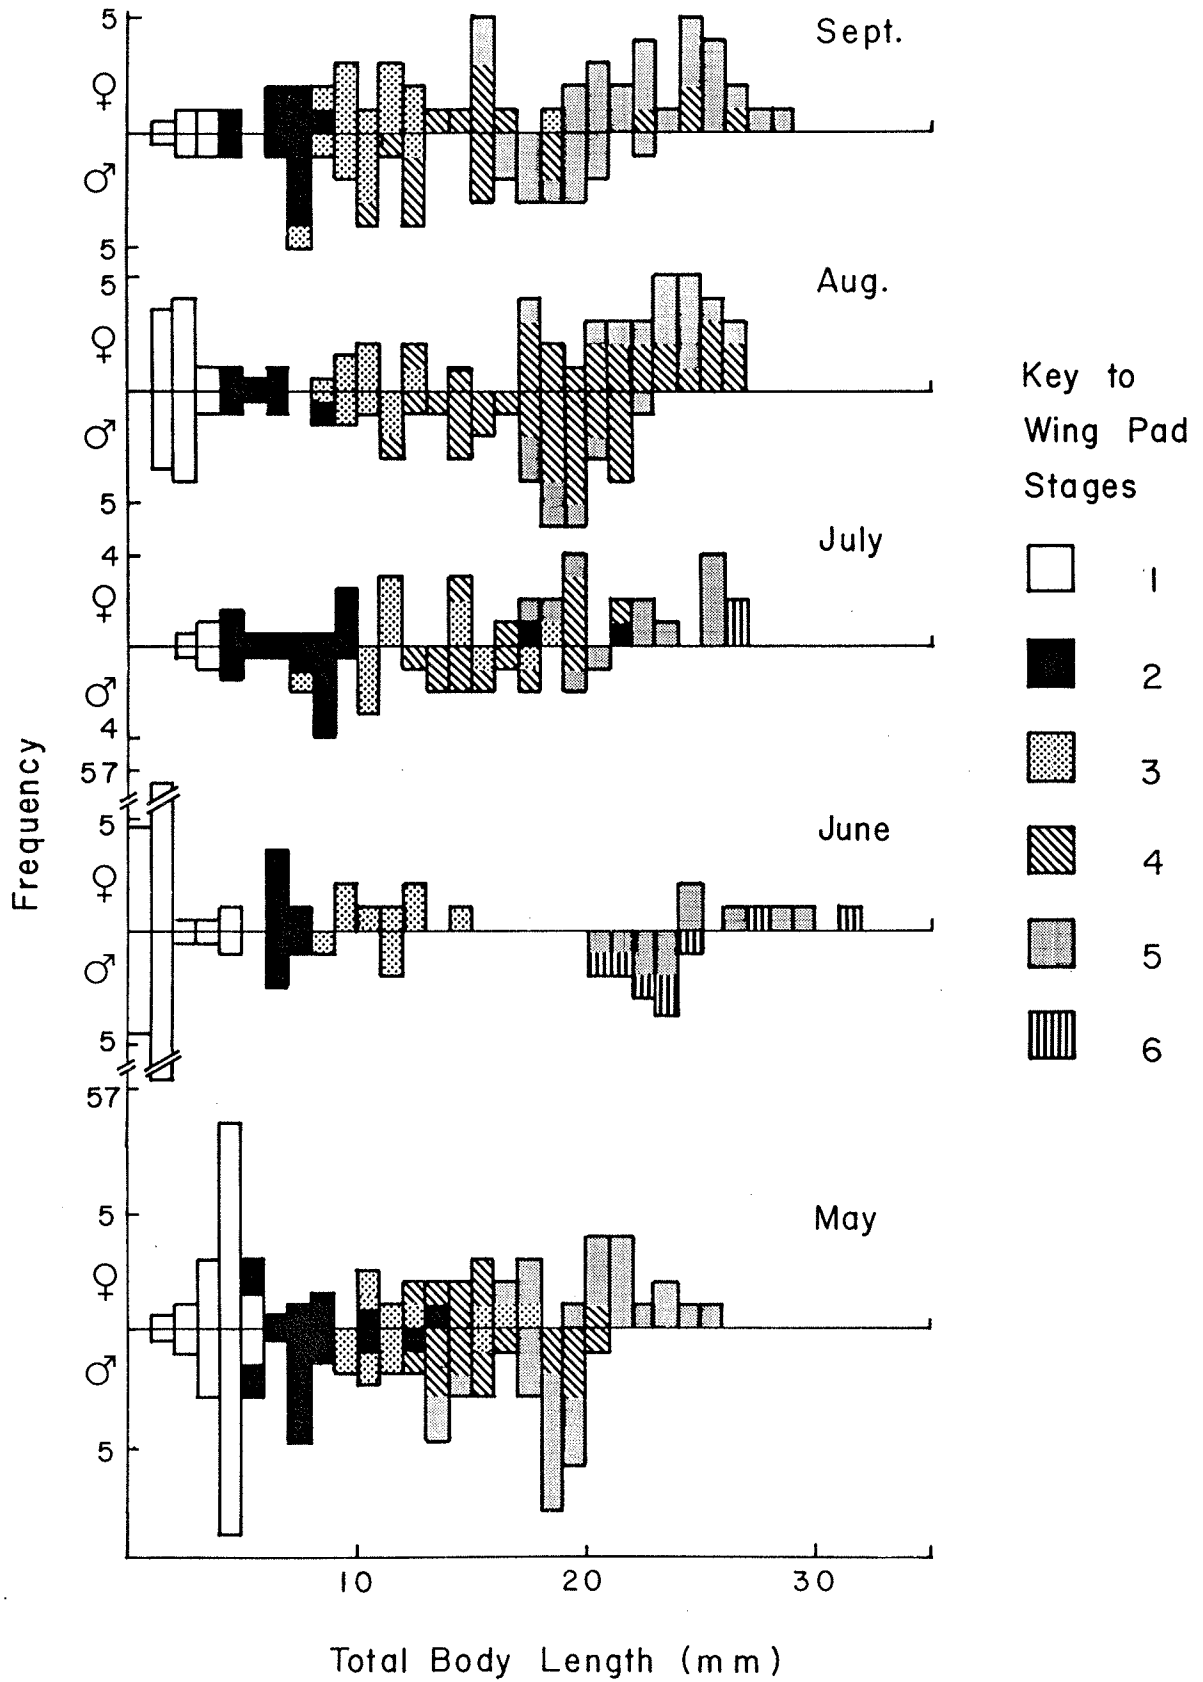 5
Sept.
♀
♂
5
5
Aug.
♀
♂
5
4
July
♀
♂
4
57
5
June
♀
♂
5
57
5
May
♀
♂
5
Frequency
10 20 30
Total Body Length (mm)
Key to
Wing Pad
Stages
1
2
3
4
5
6